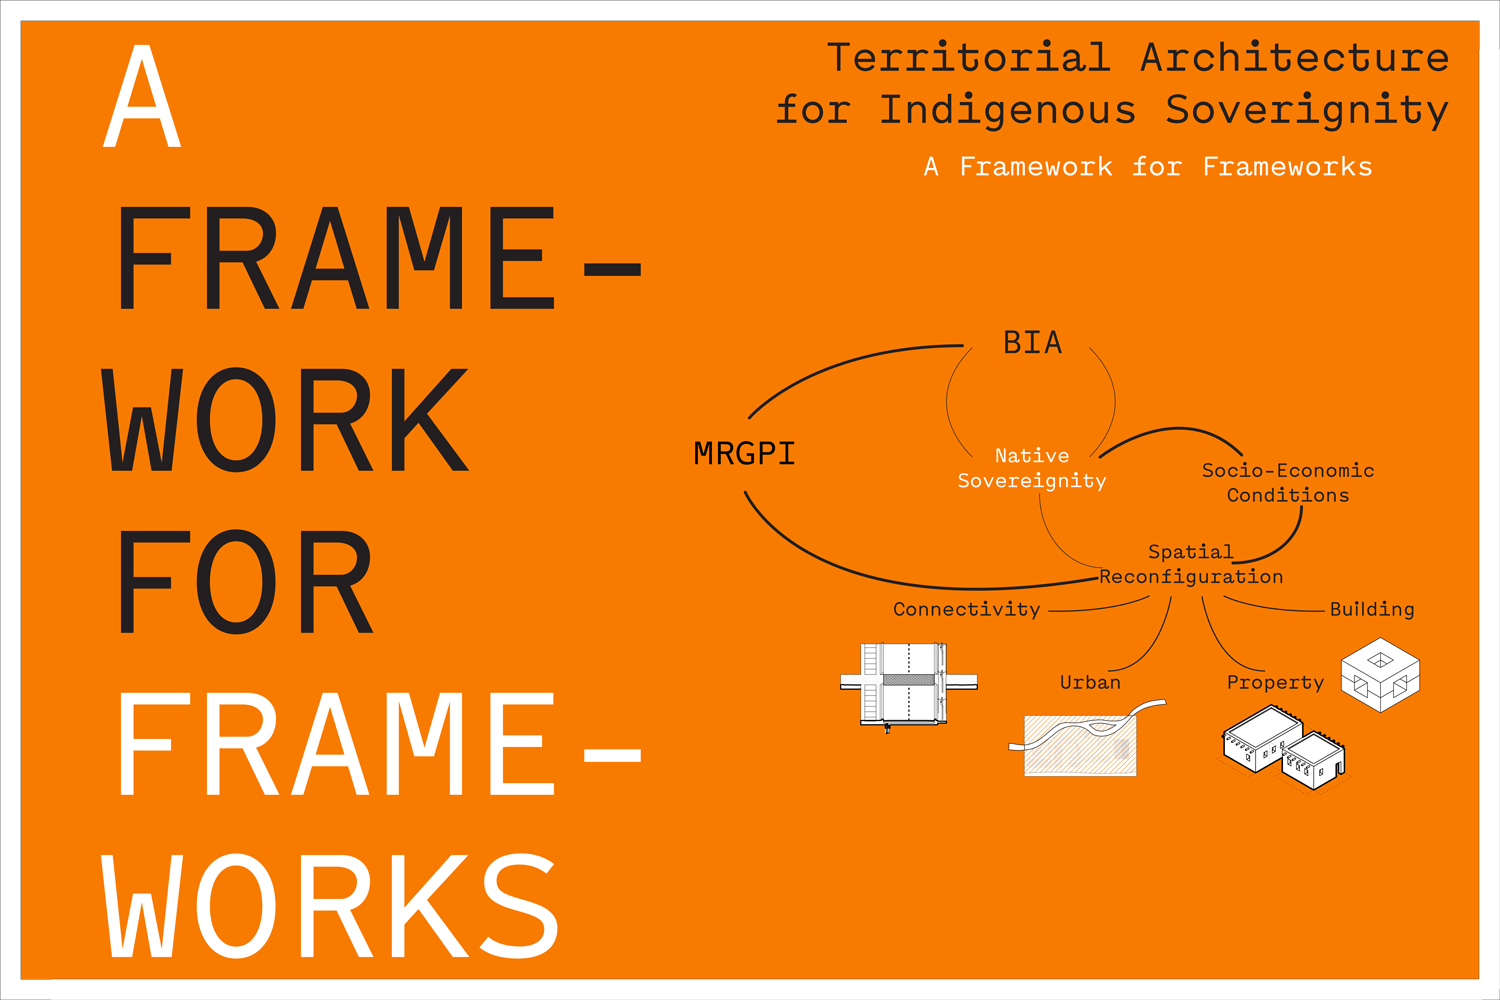 A
FRAME-
WORK
FOR
FRAME-
WORKS
Territorial Architecture
for Indigenous Soverignity
A Framework for Frameworks
BIA
MRGPI
Native
Sovereignity
Socio-Economic
Conditions
Spatial
Reconfiguration
Connectivity
Building
Urban
Property